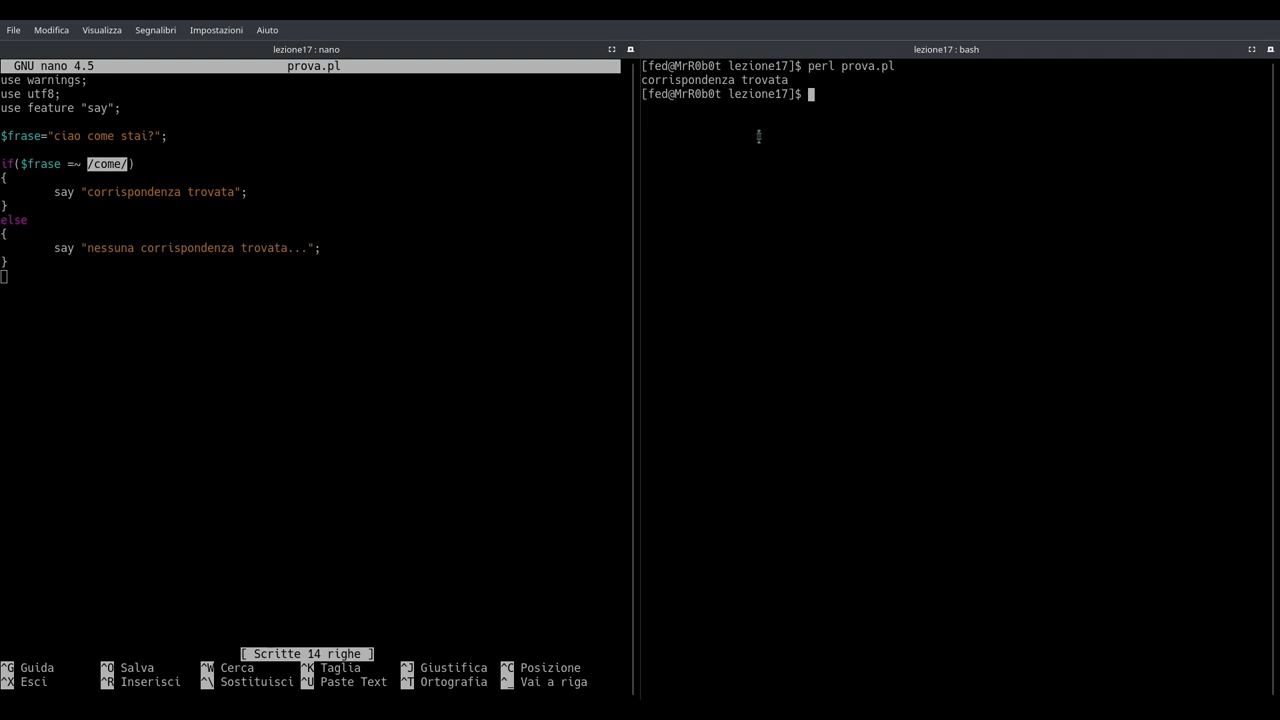 File Modifica Visualizza Segnalibri Impostazioni Aiuto
lezione17 : nano
GNU nano 4.5 prova.pl
use warnings;
use utf8;
use feature "say";
$frase="ciao come stai?";
if($frase =~ /come/)
{
say "corrispondenza trovata";
}
else
{
say "nessuna corrispondenza trovata...";
}
[ Scritte 14 righe ]
^G Guida ^O Salva ^W Cerca ^K Taglia ^J Giustifica ^C Posizione
^X Esci ^R Inserisci ^\ Sostituisci ^U Paste Text ^T Ortografia ^_ Vai a riga
lezione17 : bash
[fed@MrR0b0t lezione17]$ perl prova.pl
corrispondenza trovata
[fed@MrR0b0t lezione17]$